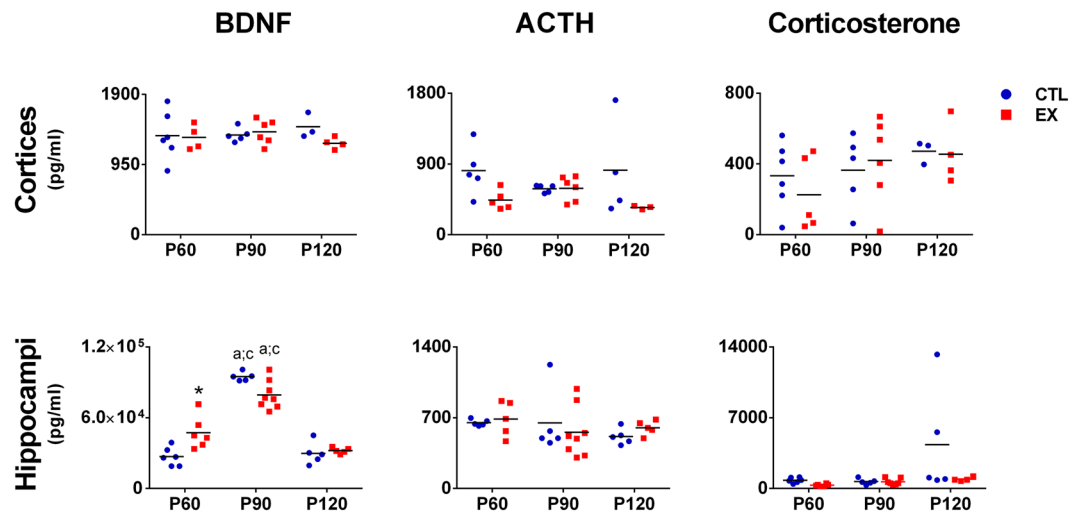 BDNF ACTH Corticosterone
Cortices
(pg/ml)
1900
950
0
P60 P90 P120
1800
900
0
P60 P90 P120
800
400
0
P60 P90 P120
CTL
EX
Hippocampi
(pg/ml)
1.2×10⁵
6.0×10⁴
0
*
a;c a;c
P60 P90 P120
1400
700
0
P60 P90 P120
14000
7000
0
P60 P90 P120